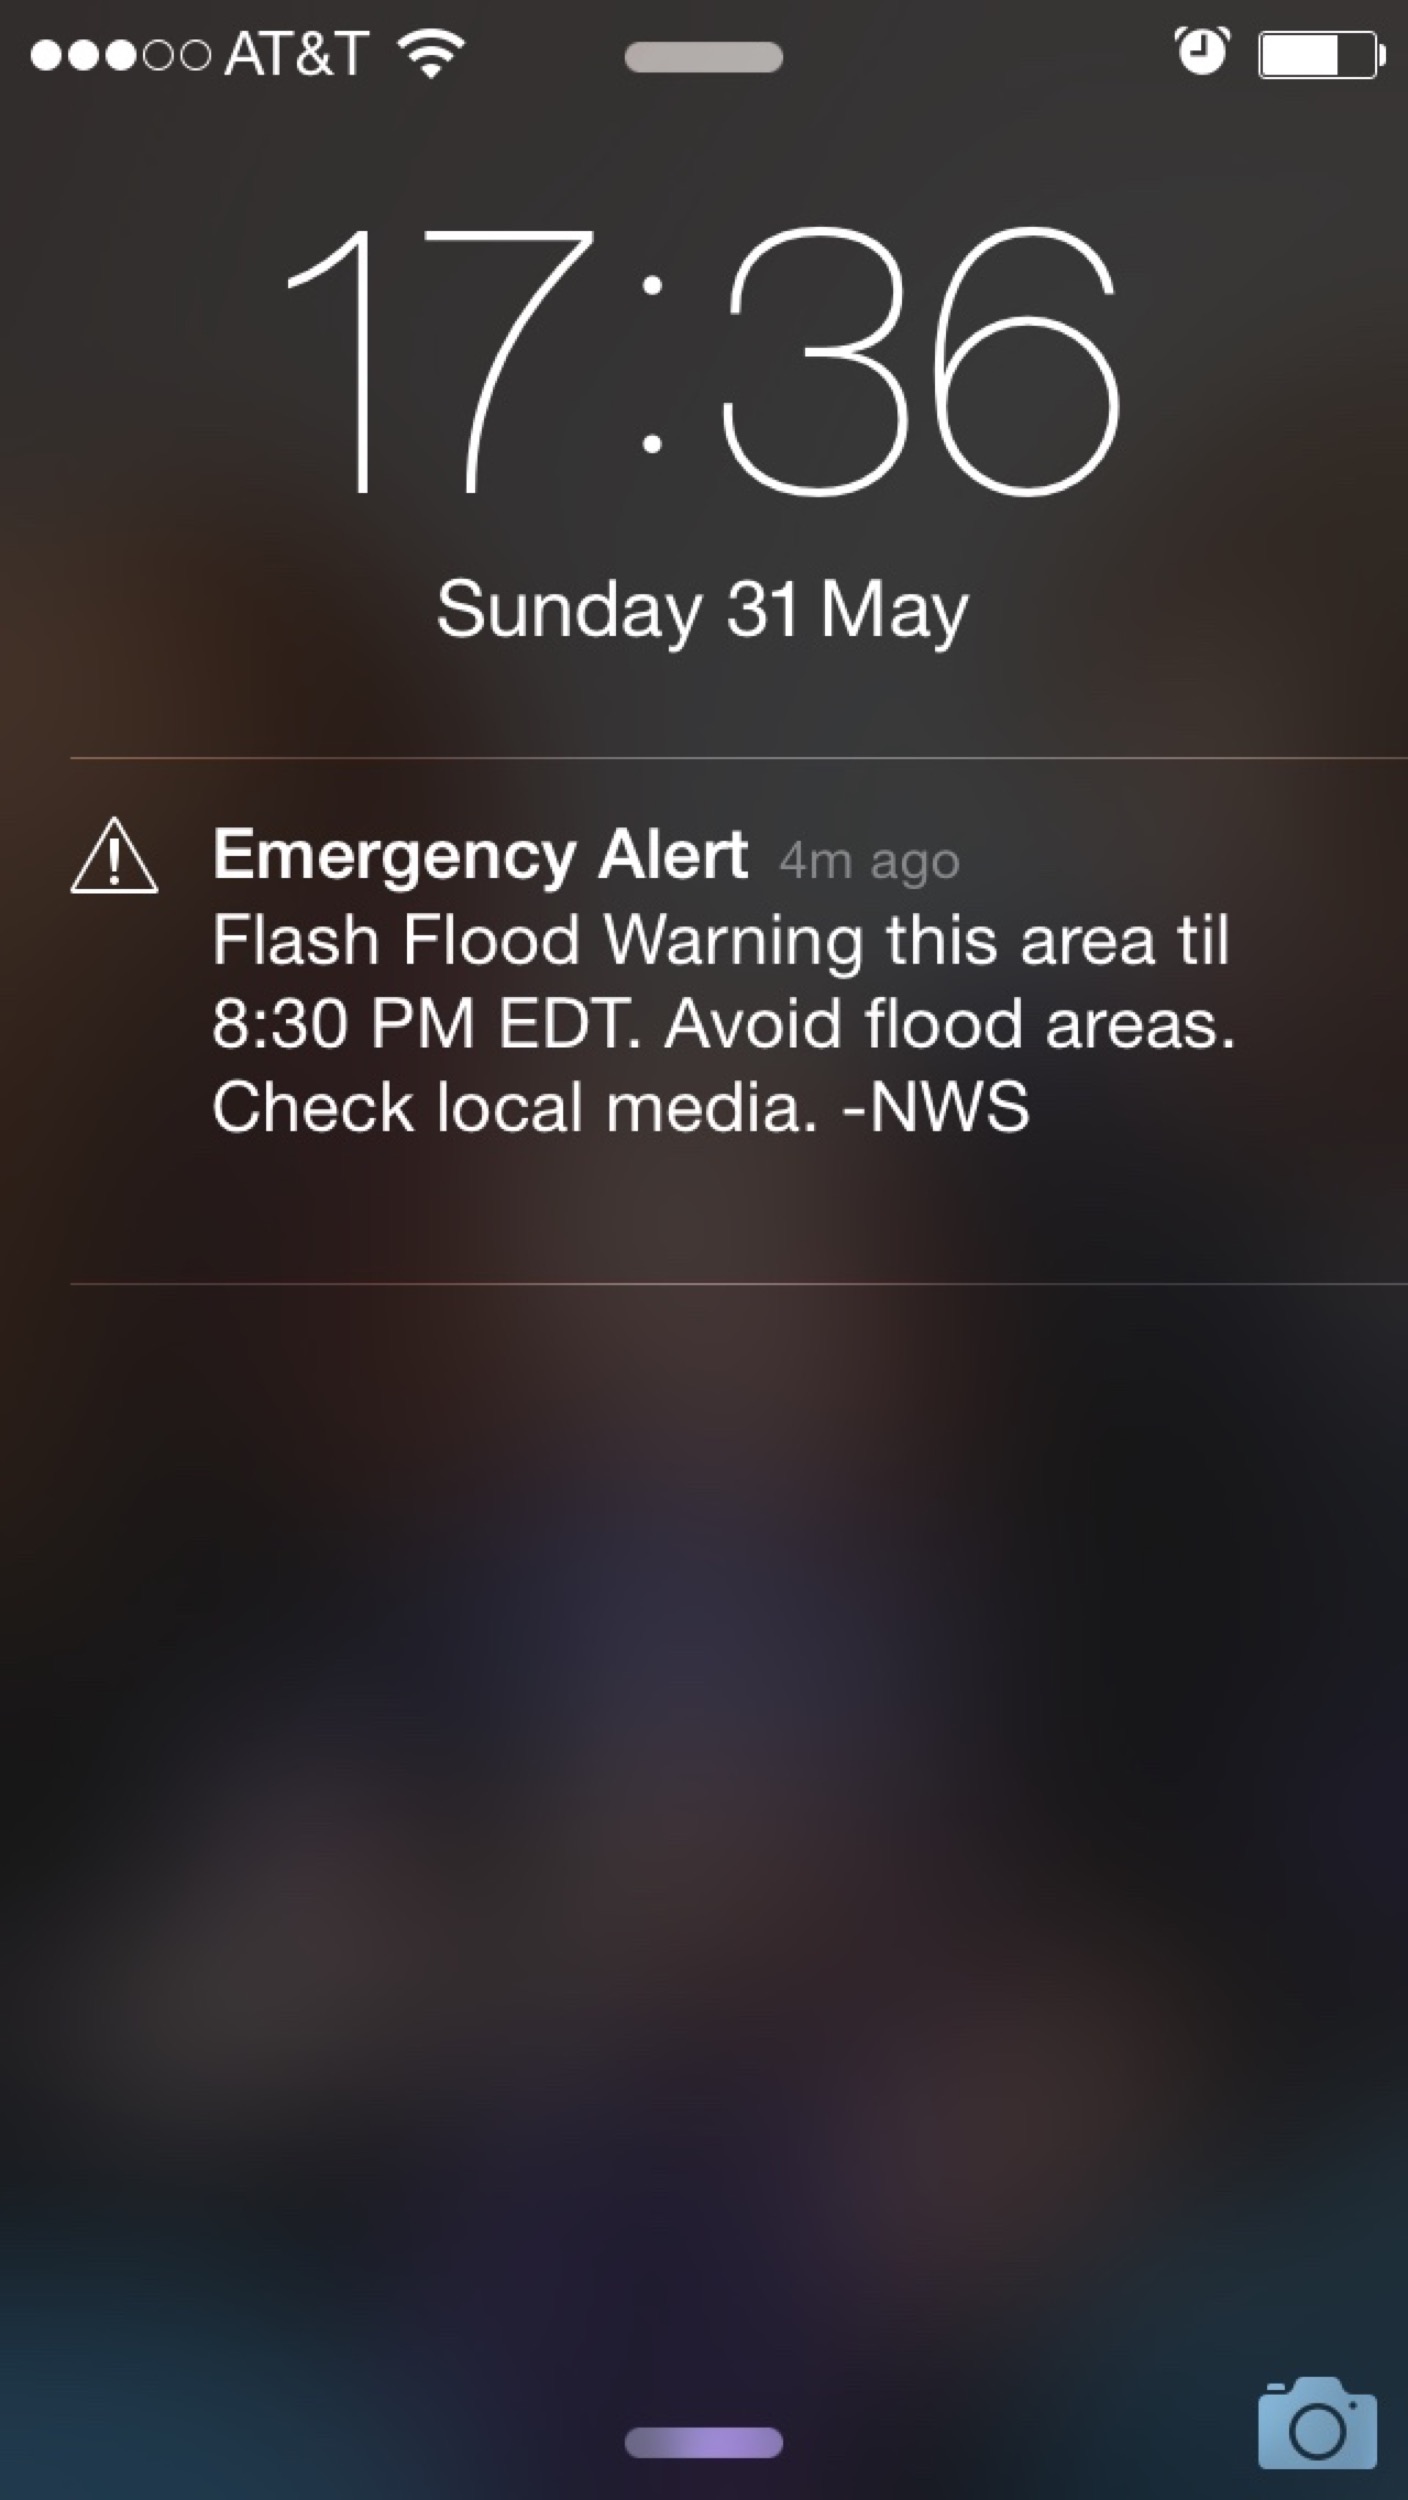 AT&T
17:36
Sunday 31 May
Emergency Alert 4m ago
Flash Flood Warning this area til
8:30 PM EDT. Avoid flood areas.
Check local media. -NWS